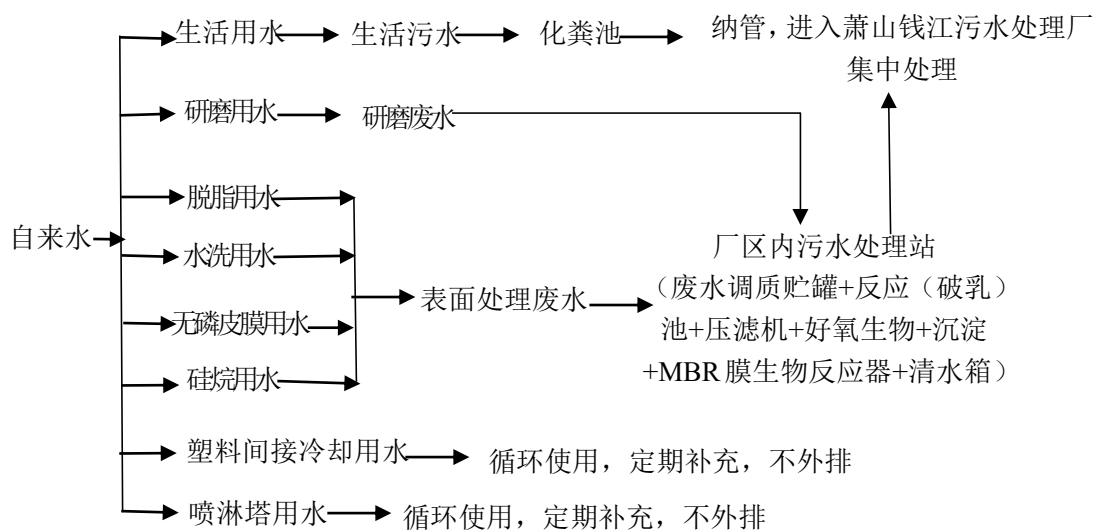 生活用水
生活污水
化粪池
纳管，进入萧山钱江污水处理厂
集中处理
研磨用水
研磨废水
脱脂用水
自来水
水洗用水
厂区内污水处理站
表面处理废水
（废水调质贮罐+反应（破乳）
无磷皮膜用水
池+压滤机+好氧生物+沉淀
硅烷用水
+MBR膜生物反应器+清水箱）
塑料间接冷却用水
循环使用，定期补充，不外排
喷淋塔用水
循环使用，定期补充，不外排